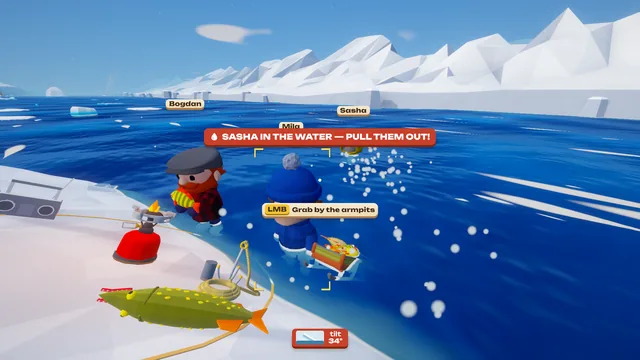 Bogdan
Sasha
Mila
SASHA IN THE WATER — PULL THEM OUT!
LMB Grab by the armpits
tilt
34°